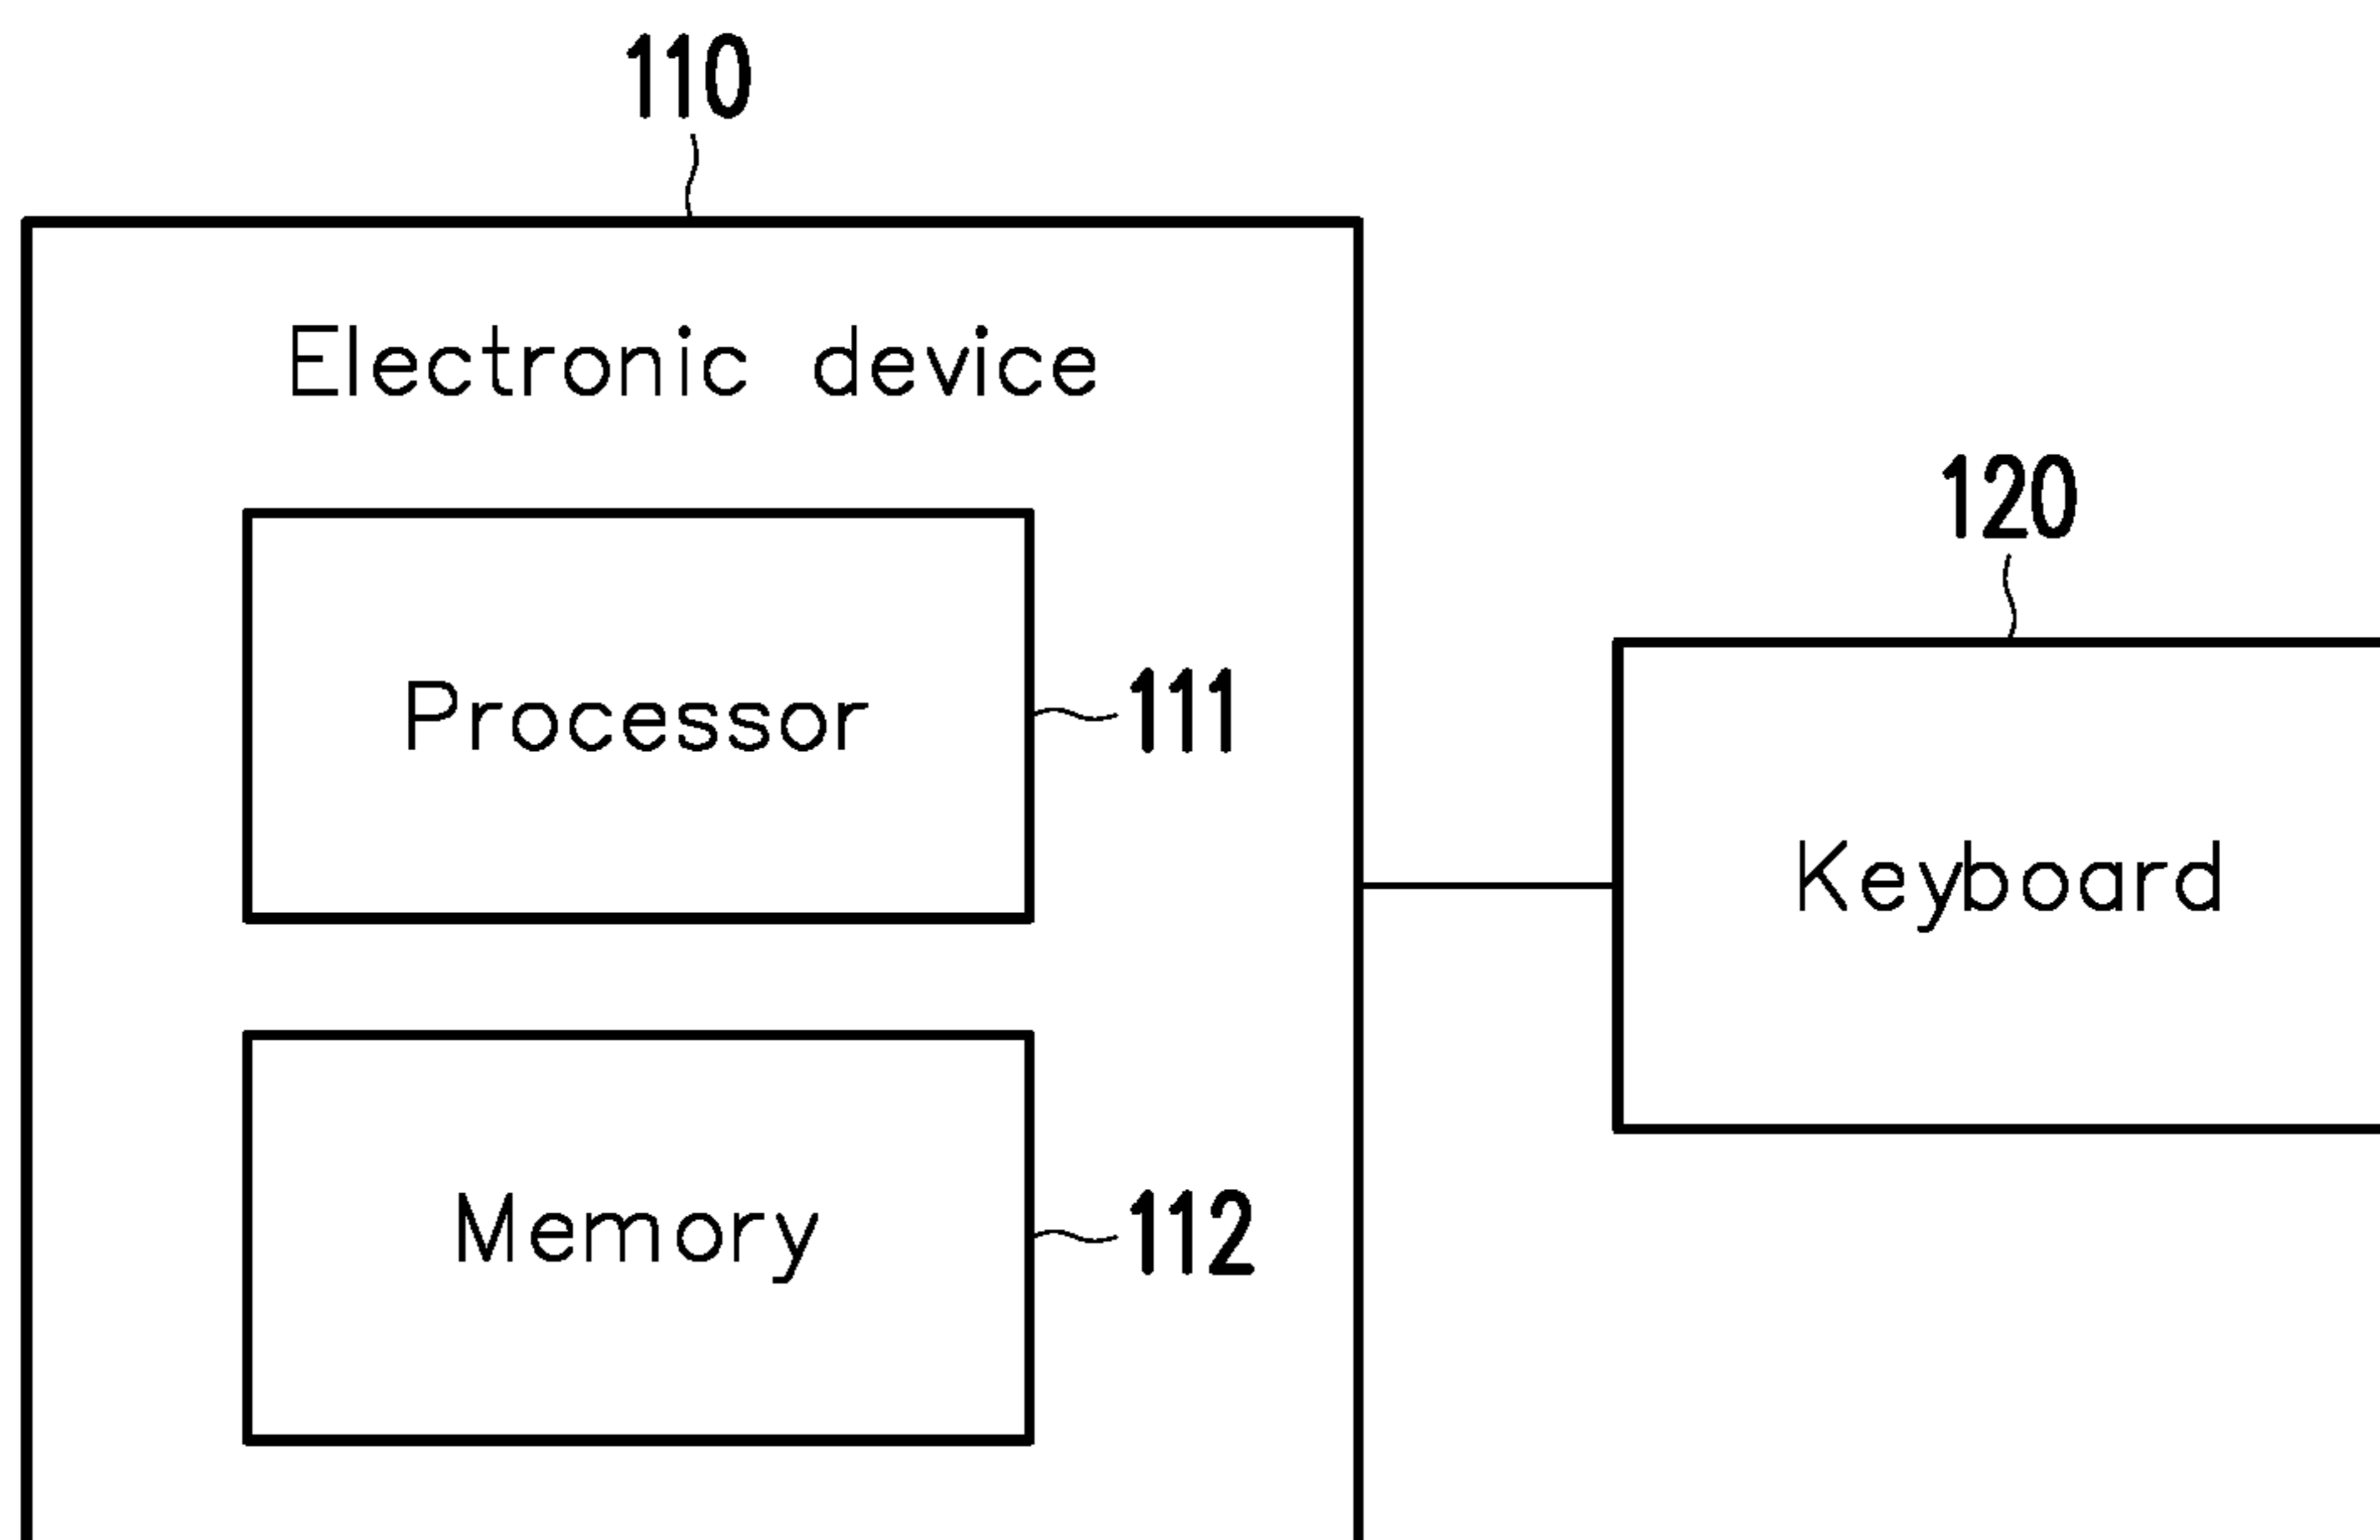 110
Electronic device
120
Processor
111
Keyboard
Memory
112